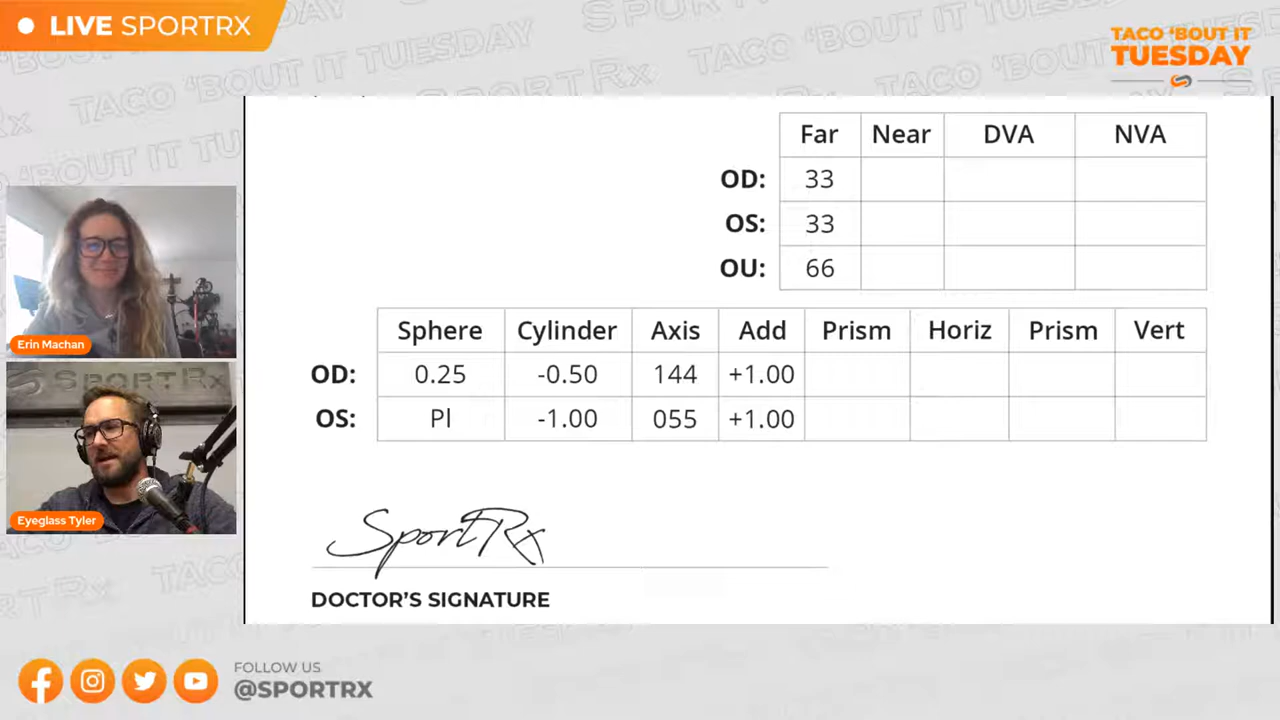 LIVE SPORTRX
TACO 'BOUT IT
TUESDAY
Far Near DVA NVA
OD: 33
OS: 33
OU: 66
Sphere Cylinder Axis Add Prism Horiz Prism Vert
OD: 0.25 -0.50 144 +1.00
OS: Pl -1.00 055 +1.00
SportRx
DOCTOR'S SIGNATURE
Erin Machan
SPORTRX
Eyeglass Tyler
FOLLOW US
@SPORTRX